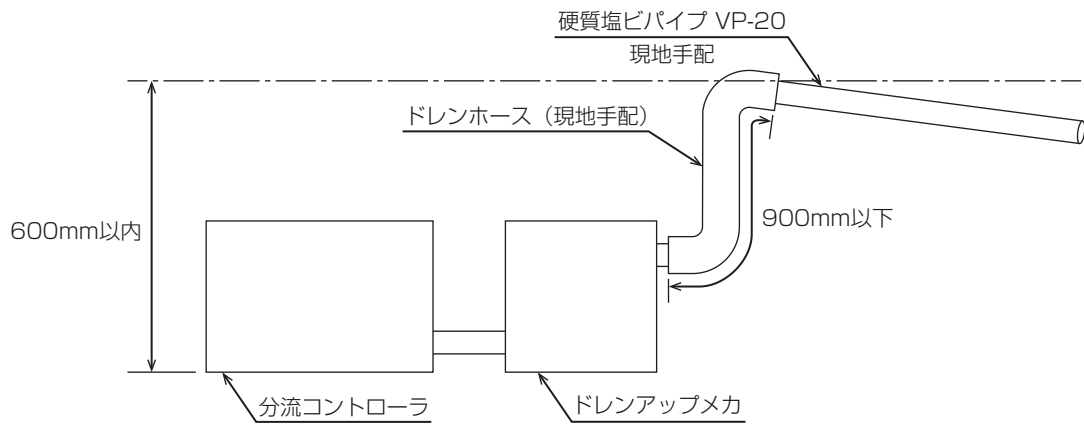 硬質塩ビパイプ VP-20
現地手配
ドレンホース（現地手配）
600mm以内
900mm以下
分流コントローラ
ドレンアップメカ